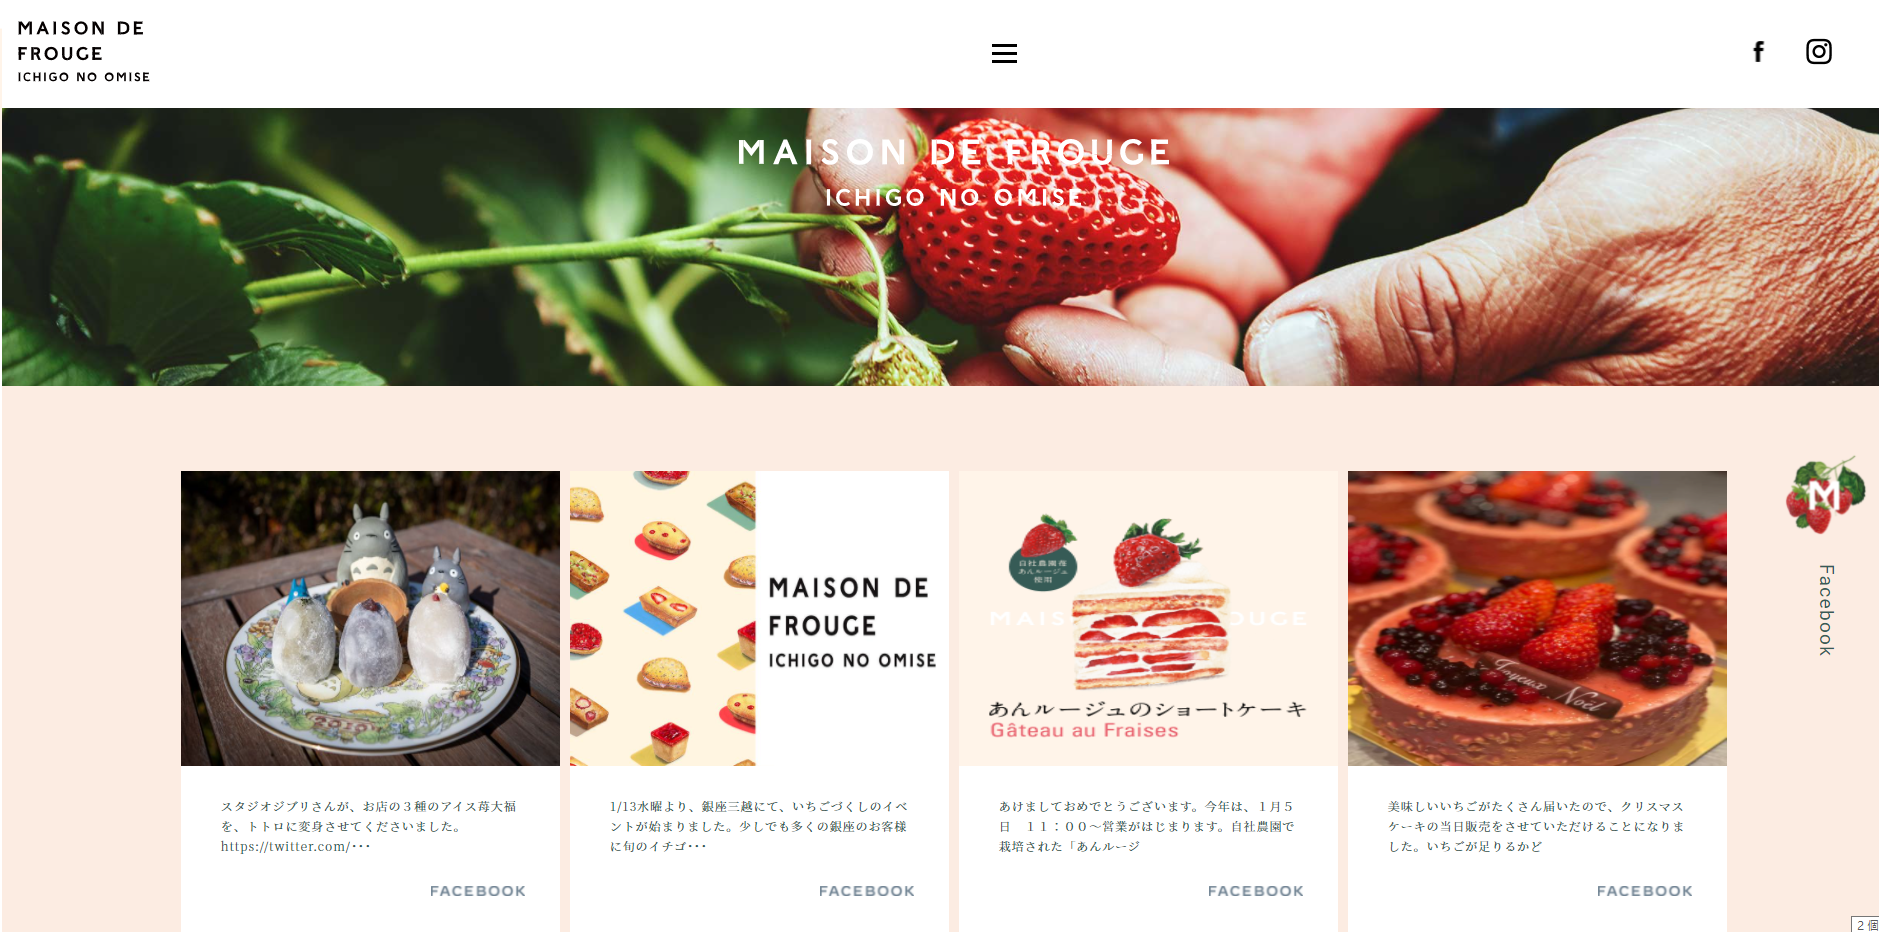 MAISON DE
FROUGE
ICHIGO NO OMISE
MAISON DE FROUGE
ICHIGO NO OMISE
MAISON DE
FROUGE
ICHIGO NO OMISE
自社農園苺
あんルージュ
使用
MAIS OUGE
あんルージュのショートケーキ
Gâteau au Fraises
Joyeux Noël
2019
M
Facebook
スタジオジブリさんが、お店の３種のアイス苺大福
を、トトロに変身させてくださいました。
https://twitter.com/･･･
FACEBOOK
1/13水曜より、銀座三越にて、いちごづくしのイベ
ントが始まりました。少しでも多くの銀座のお客様
に旬のイチゴ･･･
FACEBOOK
あけましておめでとうございます。今年は、１月５
日　１１：００〜営業がはじまります。自社農園で
栽培された「あんルージ
FACEBOOK
美味しいいちごがたくさん届いたので、クリスマス
ケーキの当日販売をさせていただけることになりま
した。いちごが足りるかど
FACEBOOK
2 個